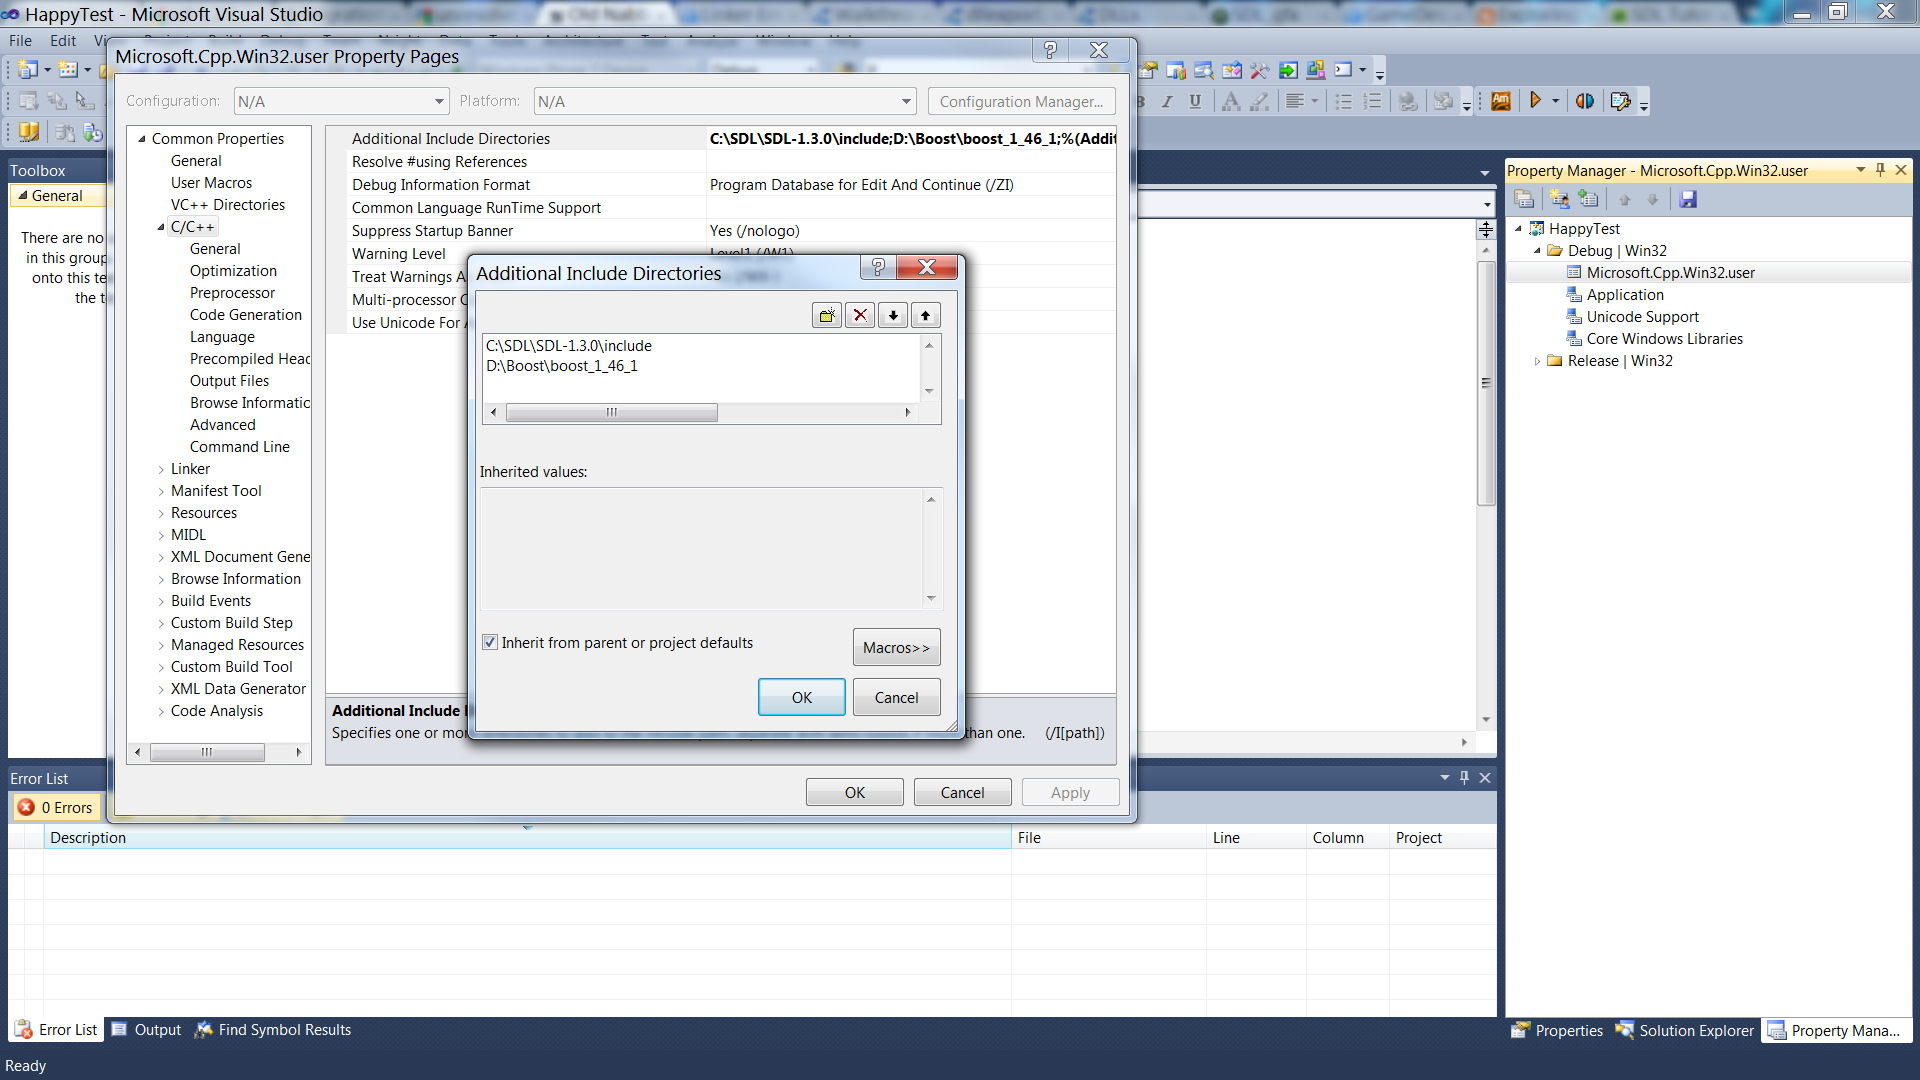 HappyTest - Microsoft Visual Studio
File Edit
Microsoft.Cpp.Win32.user Property Pages
Configuration: N/A Platform: N/A Configuration Manager...
Common Properties
General
User Macros
VC++ Directories
C/C++
General
Optimization
Preprocessor
Code Generation
Language
Precompiled Head
Output Files
Browse Informatic
Advanced
Command Line
Linker
Manifest Tool
Resources
MIDL
XML Document Gene
Browse Information
Build Events
Custom Build Step
Managed Resources
Custom Build Tool
XML Data Generator
Code Analysis
Additional Include Directories C:\SDL\SDL-1.3.0\include;D:\Boost\boost_1_46_1;%(Addit
Resolve #using References
Debug Information Format Program Database for Edit And Continue (/ZI)
Common Language RunTime Support
Suppress Startup Banner Yes (/nologo)
Warning Level Level1 (/W1)
Treat Warnings A
Multi-processor C
Use Unicode For A
Additional Include Directories
C:\SDL\SDL-1.3.0\include
D:\Boost\boost_1_46_1
Inherited values:
Inherit from parent or project defaults
Macros>>
OK Cancel
Additional Include
Specifies one or mor than one. (/I[path])
OK Cancel Apply
Toolbox
General
There are no
in this group
onto this te
the t
Property Manager - Microsoft.Cpp.Win32.user
HappyTest
Debug | Win32
Microsoft.Cpp.Win32.user
Application
Unicode Support
Core Windows Libraries
Release | Win32
Error List
0 Errors
Description File Line Column Project
Error List Output Find Symbol Results
Properties Solution Explorer Property Mana...
Ready